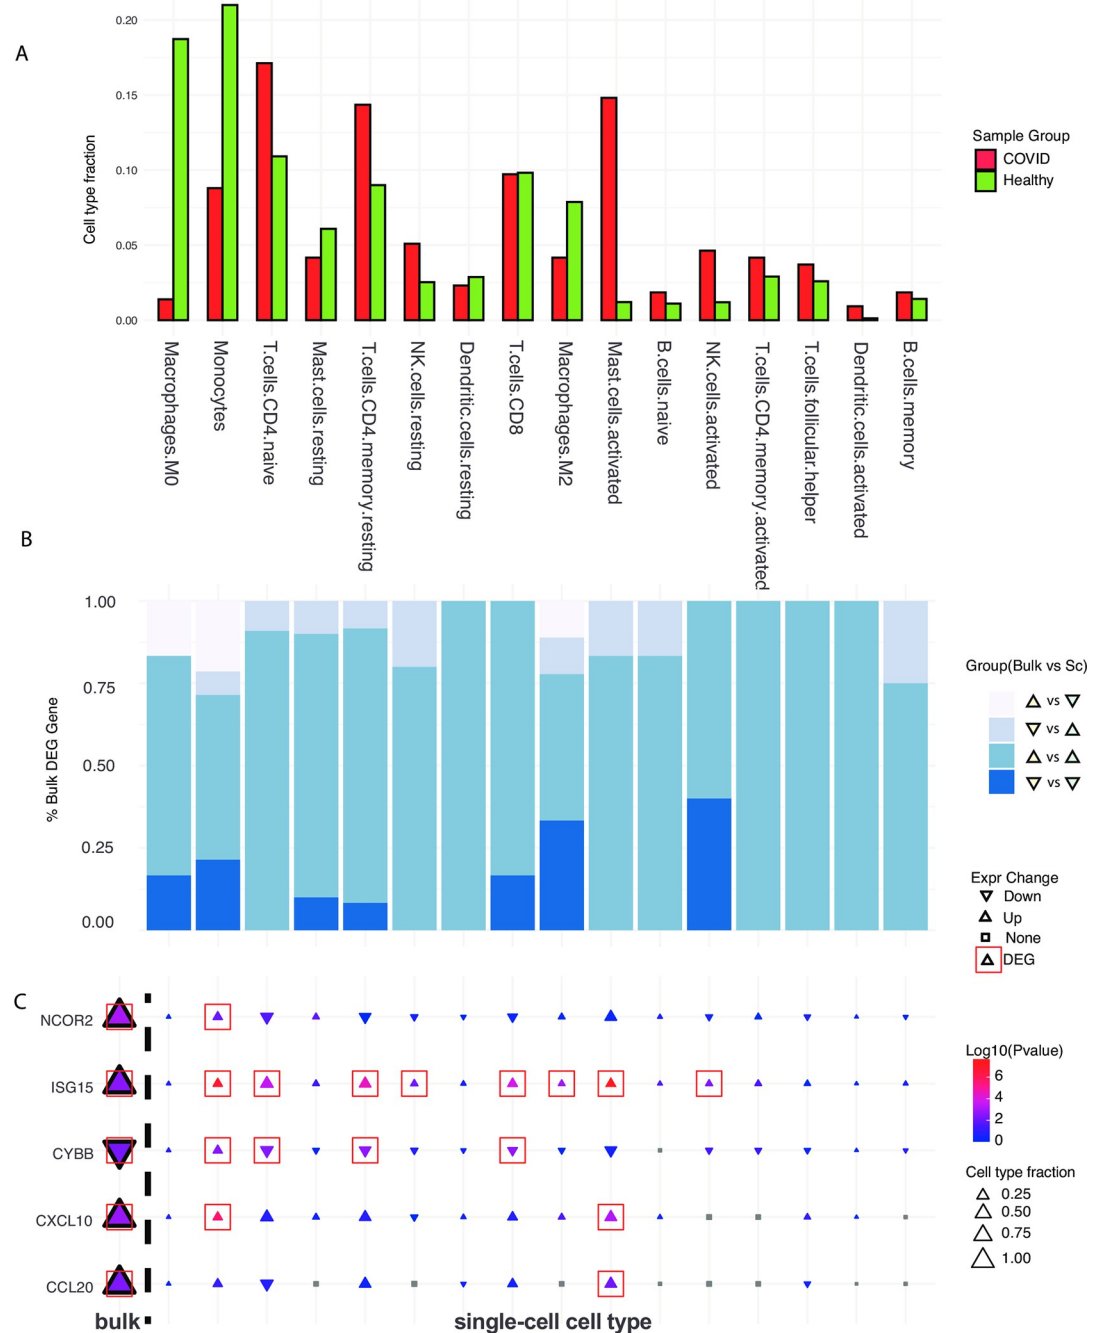 A
0.20
0.15
0.10
0.05
0.00
Cell type fraction
Sample Group
COVID
Healthy
Macrophages.M0
Monocytes
T.cells.CD4.naive
Mast.cells.resting
T.cells.CD4.memory.resting
NK.cells.resting
Dendritic.cells.resting
T.cells.CD8
Macrophages.M2
Mast.cells.activated
B.cells.naive
NK.cells.activated
T.cells.CD4.memory.activated
T.cells.follicular.helper
Dendritic.cells.activated
B.cells.memory
B
1.00
0.75
0.50
0.25
0.00
% Bulk DEG Gene
Group(Bulk vs Sc)
vs
vs
vs
vs
Expr Change
Down
Up
None
DEG
C
NCOR2
ISG15
CYBB
CXCL10
CCL20
Log10(Pvalue)
6
4
2
0
Cell type fraction
0.25
0.50
0.75
1.00
bulk
single-cell cell type